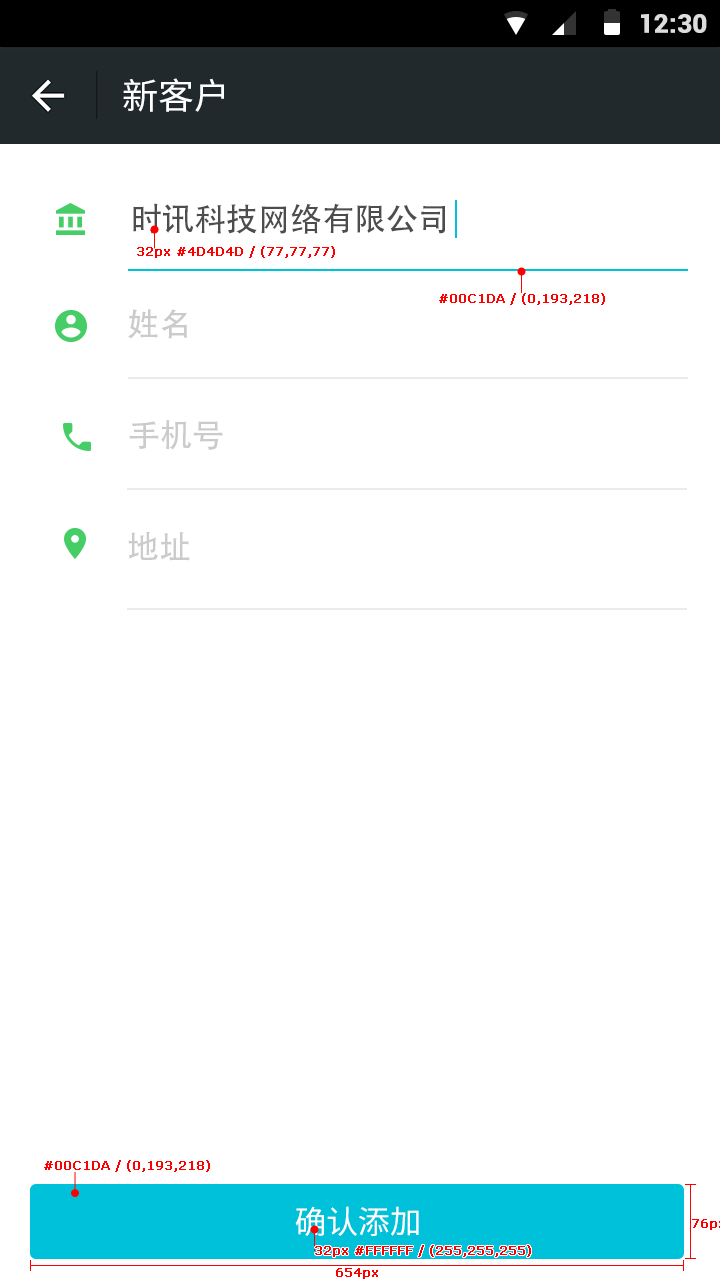 12:30
新客户
时讯科技网络有限公司
32px #4D4D4D / (77,77,77)
#00C1DA / (0,193,218)
姓名
手机号
地址
#00C1DA / (0,193,218)
确认添加
76p
32px #FFFFFF / (255,255,255)
654px